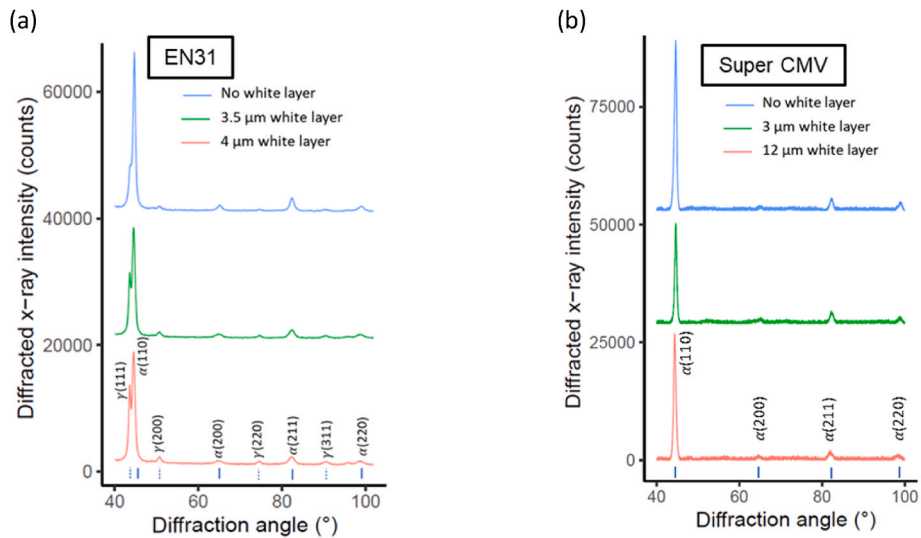 (a)
EN31
No white layer
3.5 μm white layer
4 μm white layer
Diffracted x-ray intensity (counts)
60000
40000
20000
0
γ(111)
α(110)
γ(200)
α(200)
γ(220)
α(211)
γ(311)
α(220)
40 60 80 100
Diffraction angle (°)
(b)
Super CMV
No white layer
3 μm white layer
12 μm white layer
Diffracted x-ray intensity (counts)
75000
50000
25000
0
α(110)
α(200)
α(211)
α(220)
40 60 80 100
Diffraction angle (°)